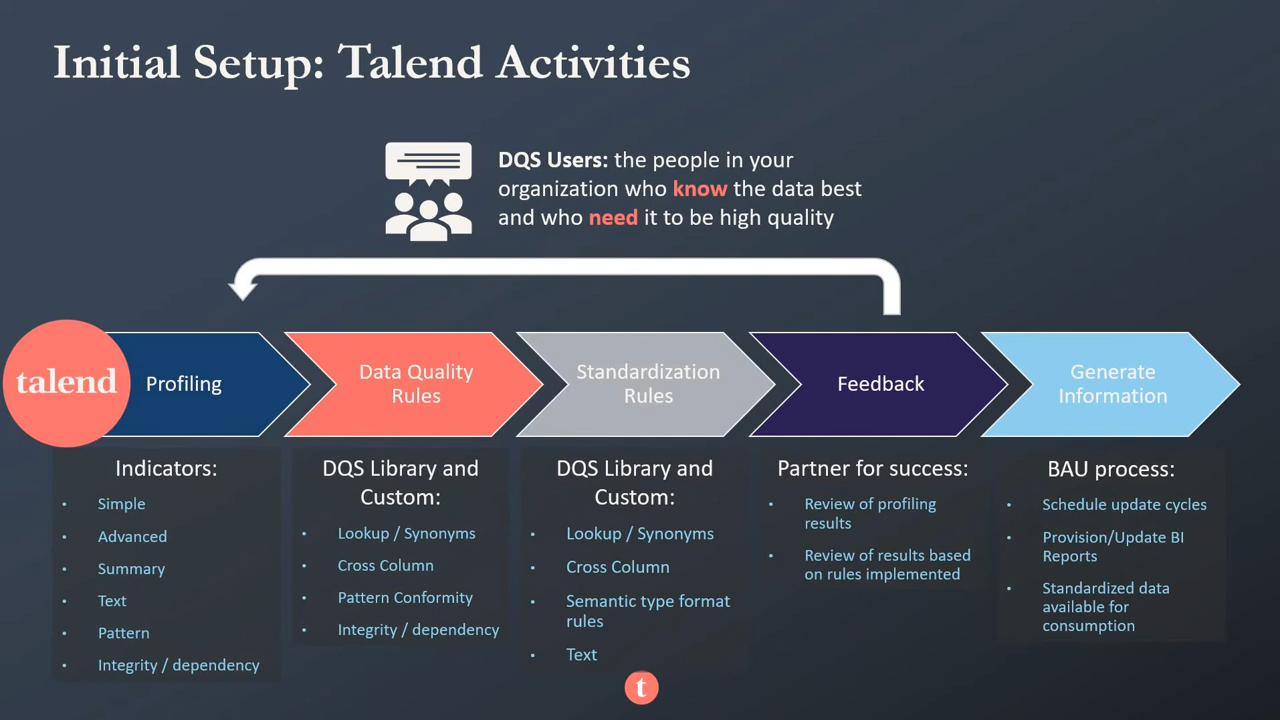 Initial Setup: Talend Activities
DQS Users: the people in your
organization who know the data best
and who need it to be high quality
talend
Profiling
Data Quality
Rules
Standardization
Rules
Feedback
Generate
Information
Indicators:
• Simple
• Advanced
• Summary
• Text
• Pattern
• Integrity / dependency
DQS Library and
Custom:
• Lookup / Synonyms
• Cross Column
• Pattern Conformity
• Integrity / dependency
DQS Library and
Custom:
• Lookup / Synonyms
• Cross Column
• Semantic type format
rules
• Text
Partner for success:
• Review of profiling
results
• Review of results based
on rules implemented
BAU process:
• Schedule update cycles
• Provision/Update BI
Reports
• Standardized data
available for
consumption
t